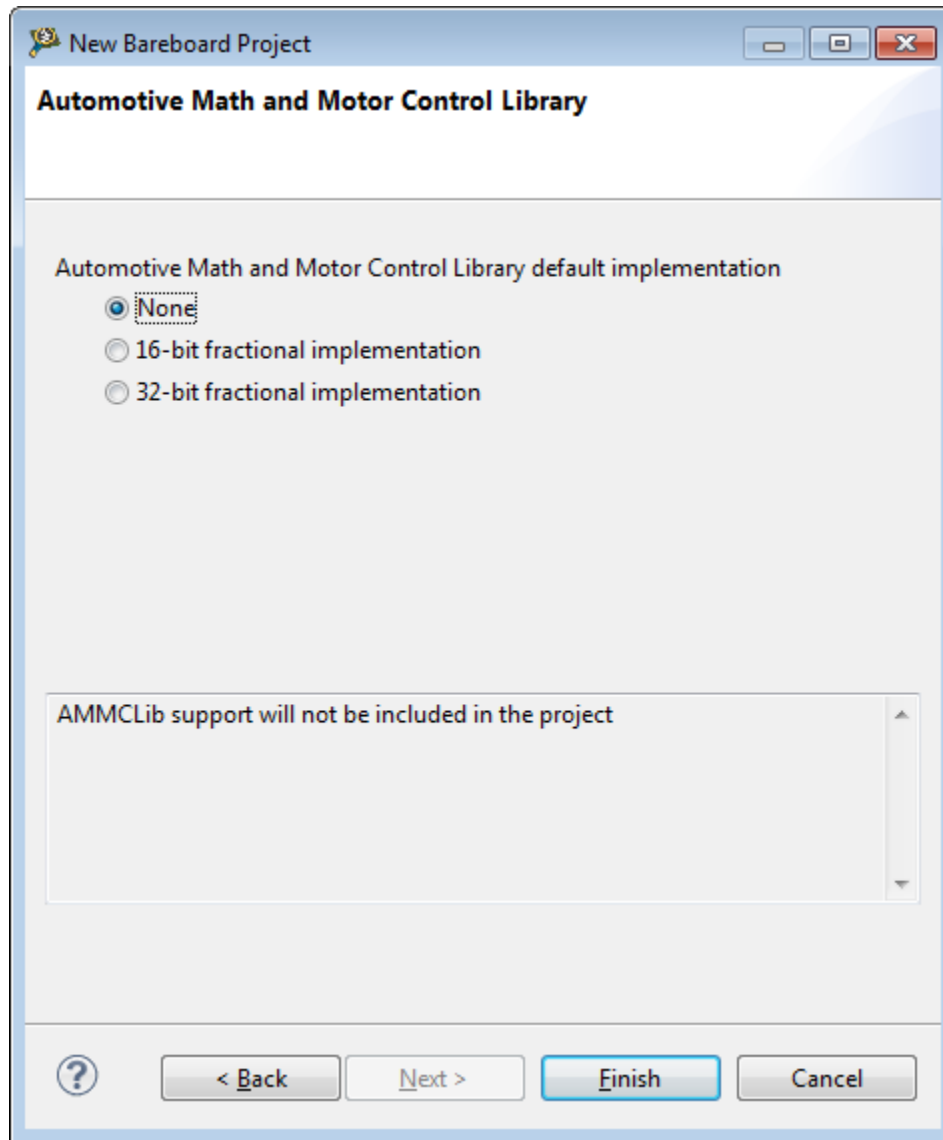 New Bareboard Project
Automotive Math and Motor Control Library
Automotive Math and Motor Control Library default implementation
None
16-bit fractional implementation
32-bit fractional implementation
AMMCLib support will not be included in the project
?
< Back
Next >
Finish
Cancel